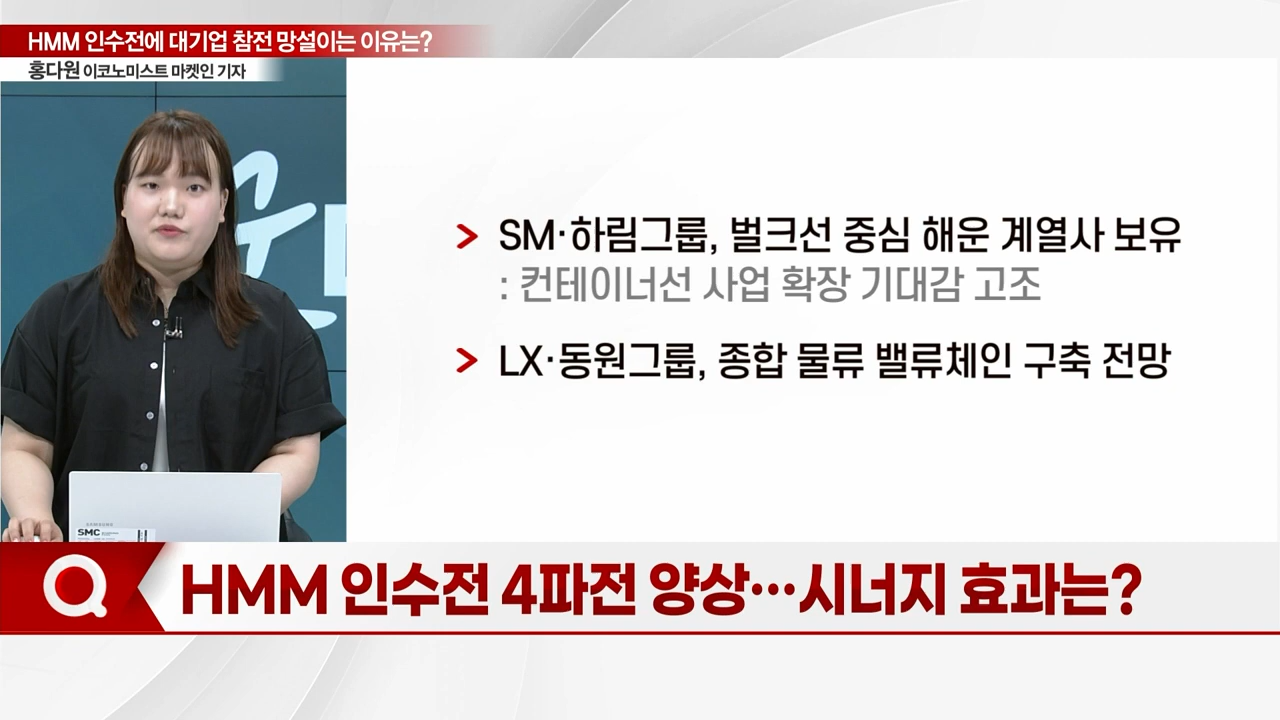 HMM 인수전에 대기업 참전 망설이는 이유는?
홍다원 이코노미스트 마켓인 기자
SM·하림그룹, 벌크선 중심 해운 계열사 보유
: 컨테이너선 사업 확장 기대감 고조
LX·동원그룹, 종합 물류 밸류체인 구축 전망
SMC
HMM 인수전 4파전 양상…시너지 효과는?